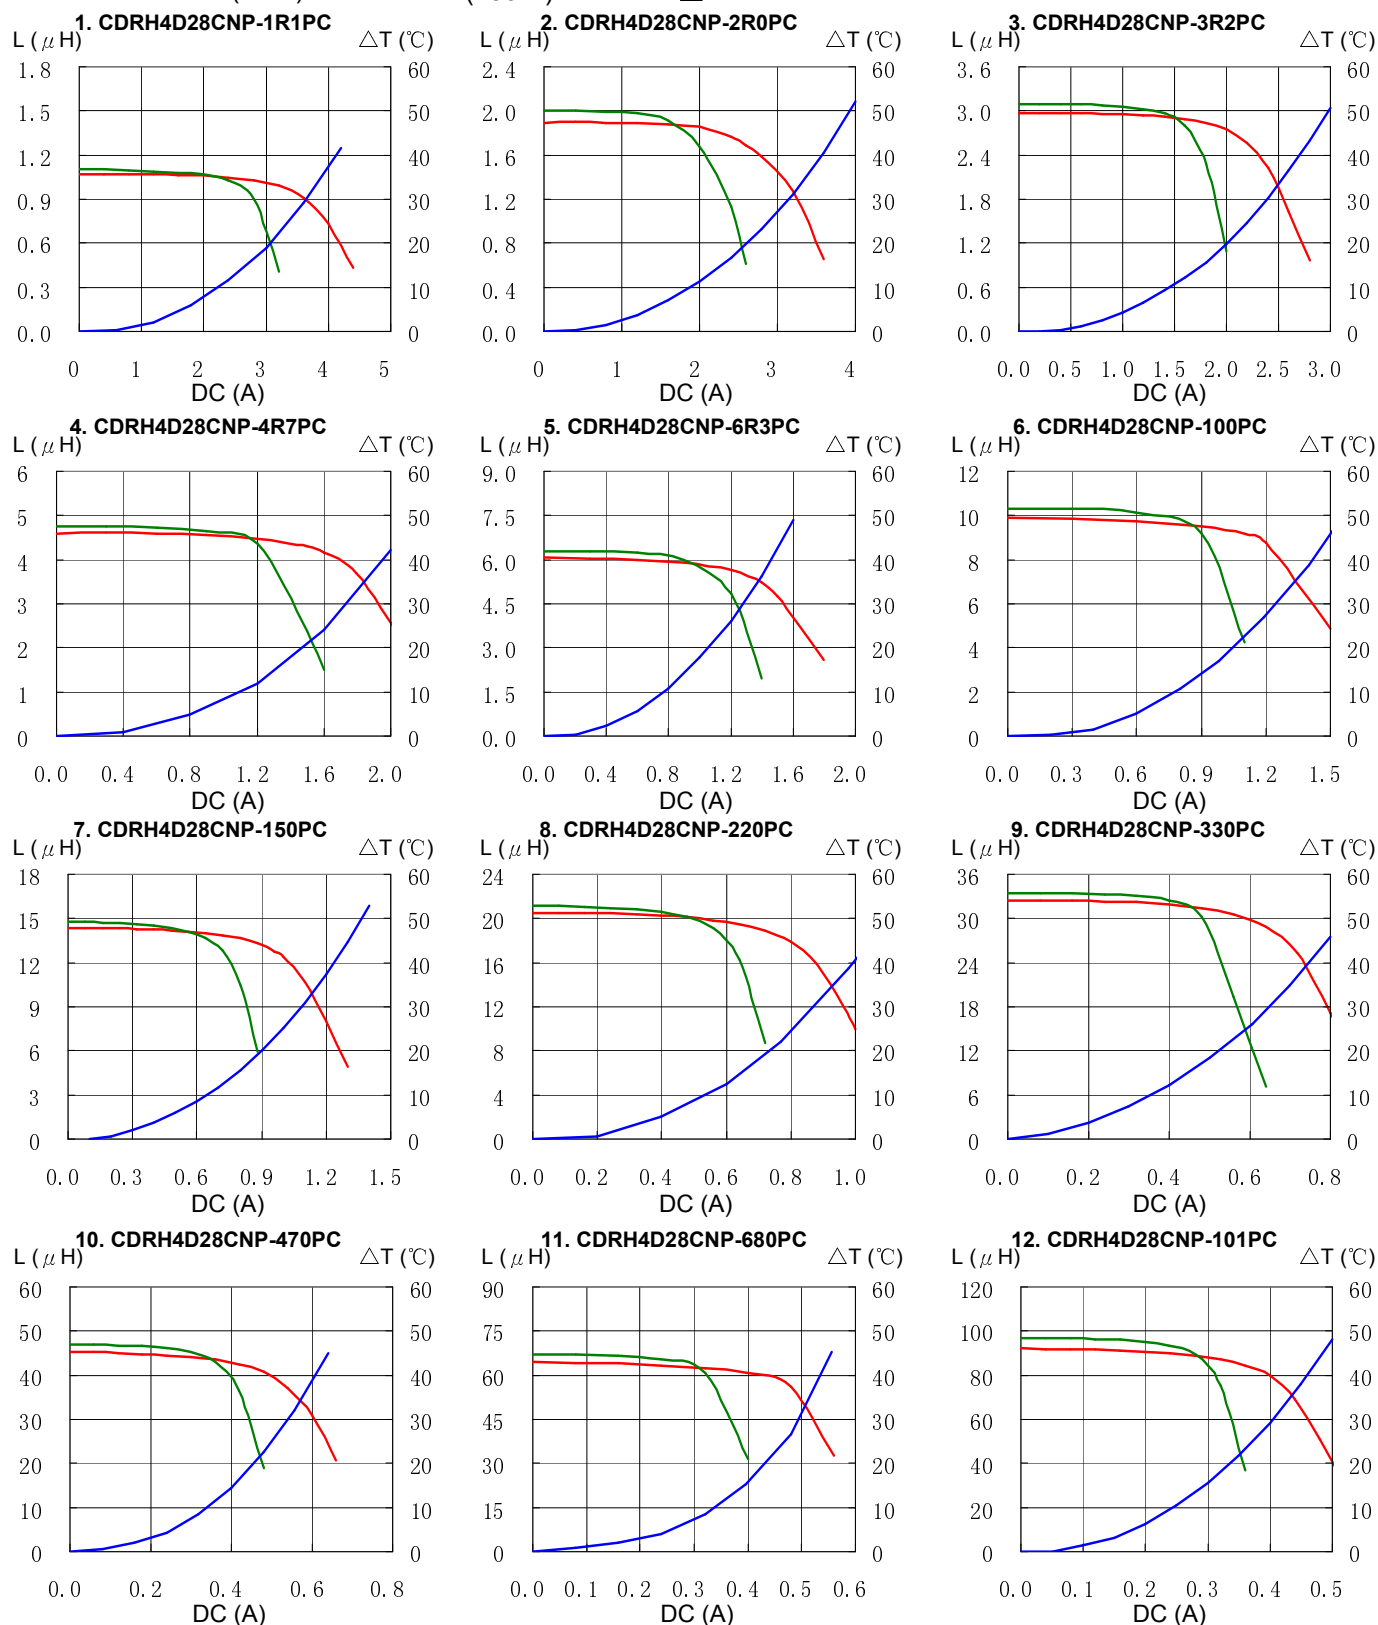 1. CDRH4D28CNP-1R1PC
L (μH) △T (℃)
1.8 60
1.5 50
1.2 40
0.9 30
0.6 20
0.3 10
0.0 0
0 1 2 3 4 5
DC (A)
2. CDRH4D28CNP-2R0PC
L (μH) △T (℃)
2.4 60
2.0 50
1.6 40
1.2 30
0.8 20
0.4 10
0.0 0
0 1 2 3 4
DC (A)
3. CDRH4D28CNP-3R2PC
L (μH) △T (℃)
3.6 60
3.0 50
2.4 40
1.8 30
1.2 20
0.6 10
0.0 0
0.0 0.5 1.0 1.5 2.0 2.5 3.0
DC (A)
4. CDRH4D28CNP-4R7PC
L (μH) △T (℃)
6 60
5 50
4 40
3 30
2 20
1 10
0 0
0.0 0.4 0.8 1.2 1.6 2.0
DC (A)
5. CDRH4D28CNP-6R3PC
L (μH) △T (℃)
9.0 60
7.5 50
6.0 40
4.5 30
3.0 20
1.5 10
0.0 0
0.0 0.4 0.8 1.2 1.6 2.0
DC (A)
6. CDRH4D28CNP-100PC
L (μH) △T (℃)
12 60
10 50
8 40
6 30
4 20
2 10
0 0
0.0 0.3 0.6 0.9 1.2 1.5
DC (A)
7. CDRH4D28CNP-150PC
L (μH) △T (℃)
18 60
15 50
12 40
9 30
6 20
3 10
0 0
0.0 0.3 0.6 0.9 1.2 1.5
DC (A)
8. CDRH4D28CNP-220PC
L (μH) △T (℃)
24 60
20 50
16 40
12 30
8 20
4 10
0 0
0.0 0.2 0.4 0.6 0.8 1.0
DC (A)
9. CDRH4D28CNP-330PC
L (μH) △T (℃)
36 60
30 50
24 40
18 30
12 20
6 10
0 0
0.0 0.2 0.4 0.6 0.8
DC (A)
10. CDRH4D28CNP-470PC
L (μH) △T (℃)
60 60
50 50
40 40
30 30
20 20
10 10
0 0
0.0 0.2 0.4 0.6 0.8
DC (A)
11. CDRH4D28CNP-680PC
L (μH) △T (℃)
90 60
75 50
60 40
45 30
30 20
15 10
0 0
0.0 0.1 0.2 0.3 0.4 0.5 0.6
DC (A)
12. CDRH4D28CNP-101PC
L (μH) △T (℃)
120 60
100 50
80 40
60 30
40 20
20 10
0 0
0.0 0.1 0.2 0.3 0.4 0.5
DC (A)